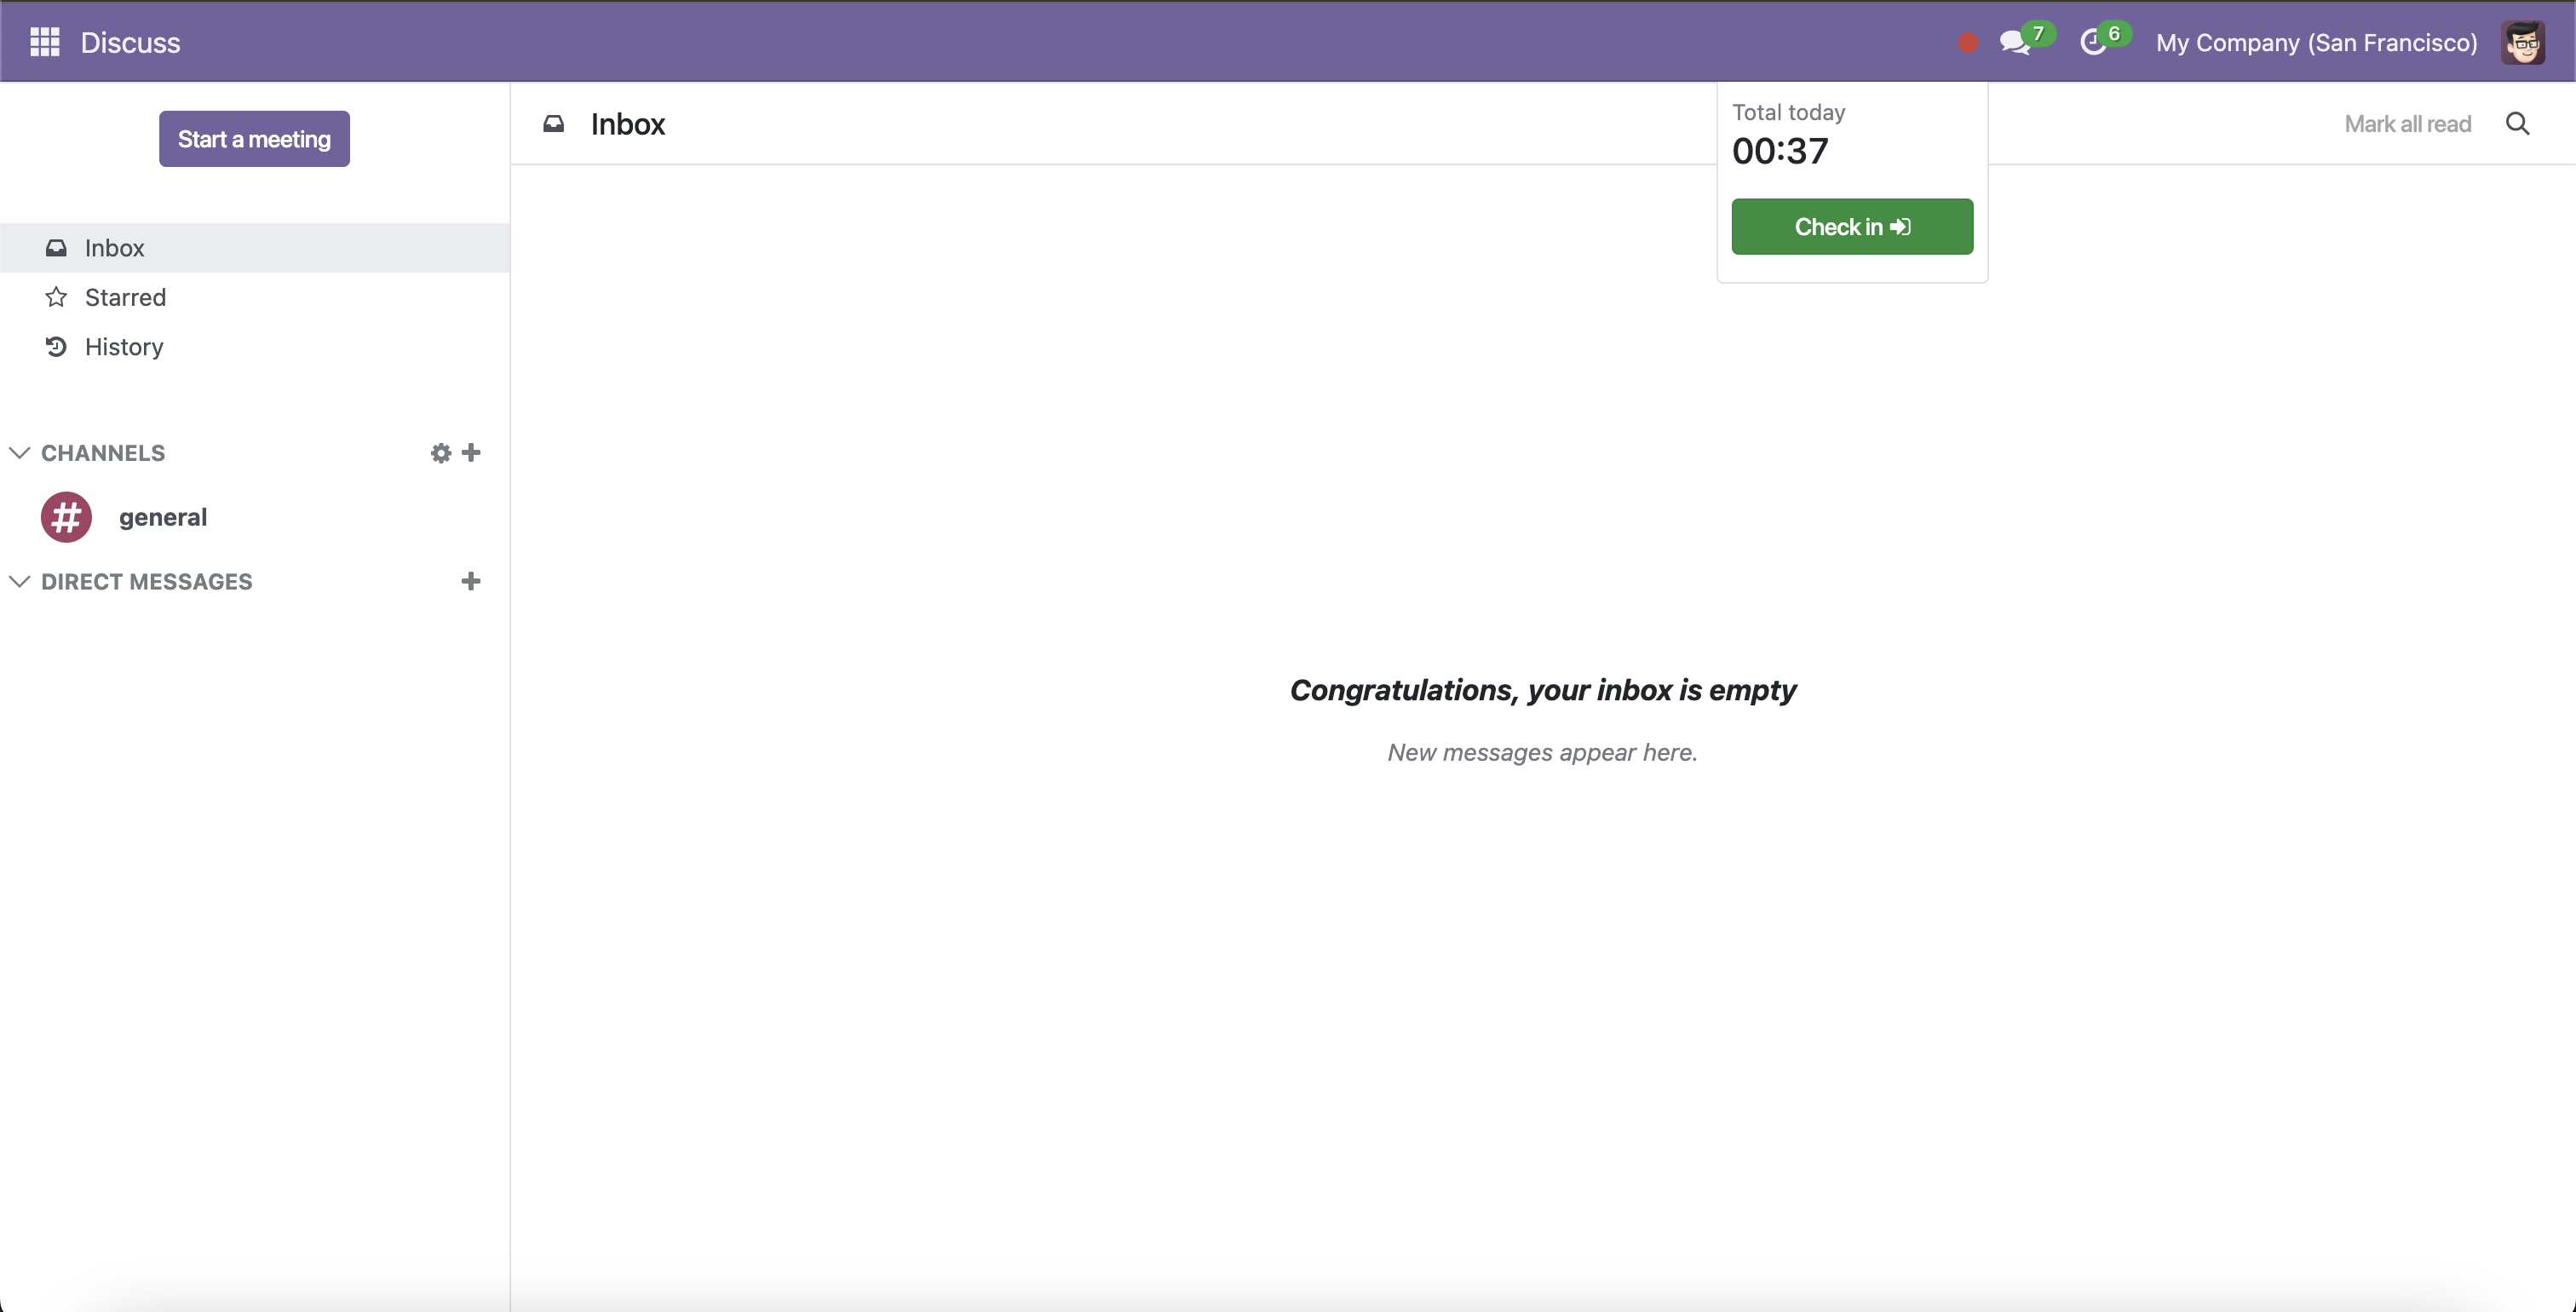 Discuss
7
6
My Company (San Francisco)
Start a meeting
Inbox
Starred
History
CHANNELS
general
DIRECT MESSAGES
Inbox
Total today
00:37
Check in
Mark all read
Congratulations, your inbox is empty
New messages appear here.